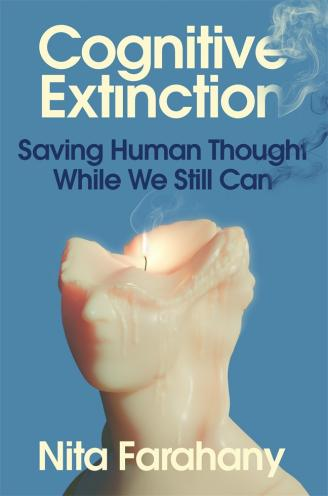 Cognitive
Extinction
Saving Human Thought
While We Still Can
Nita Farahany